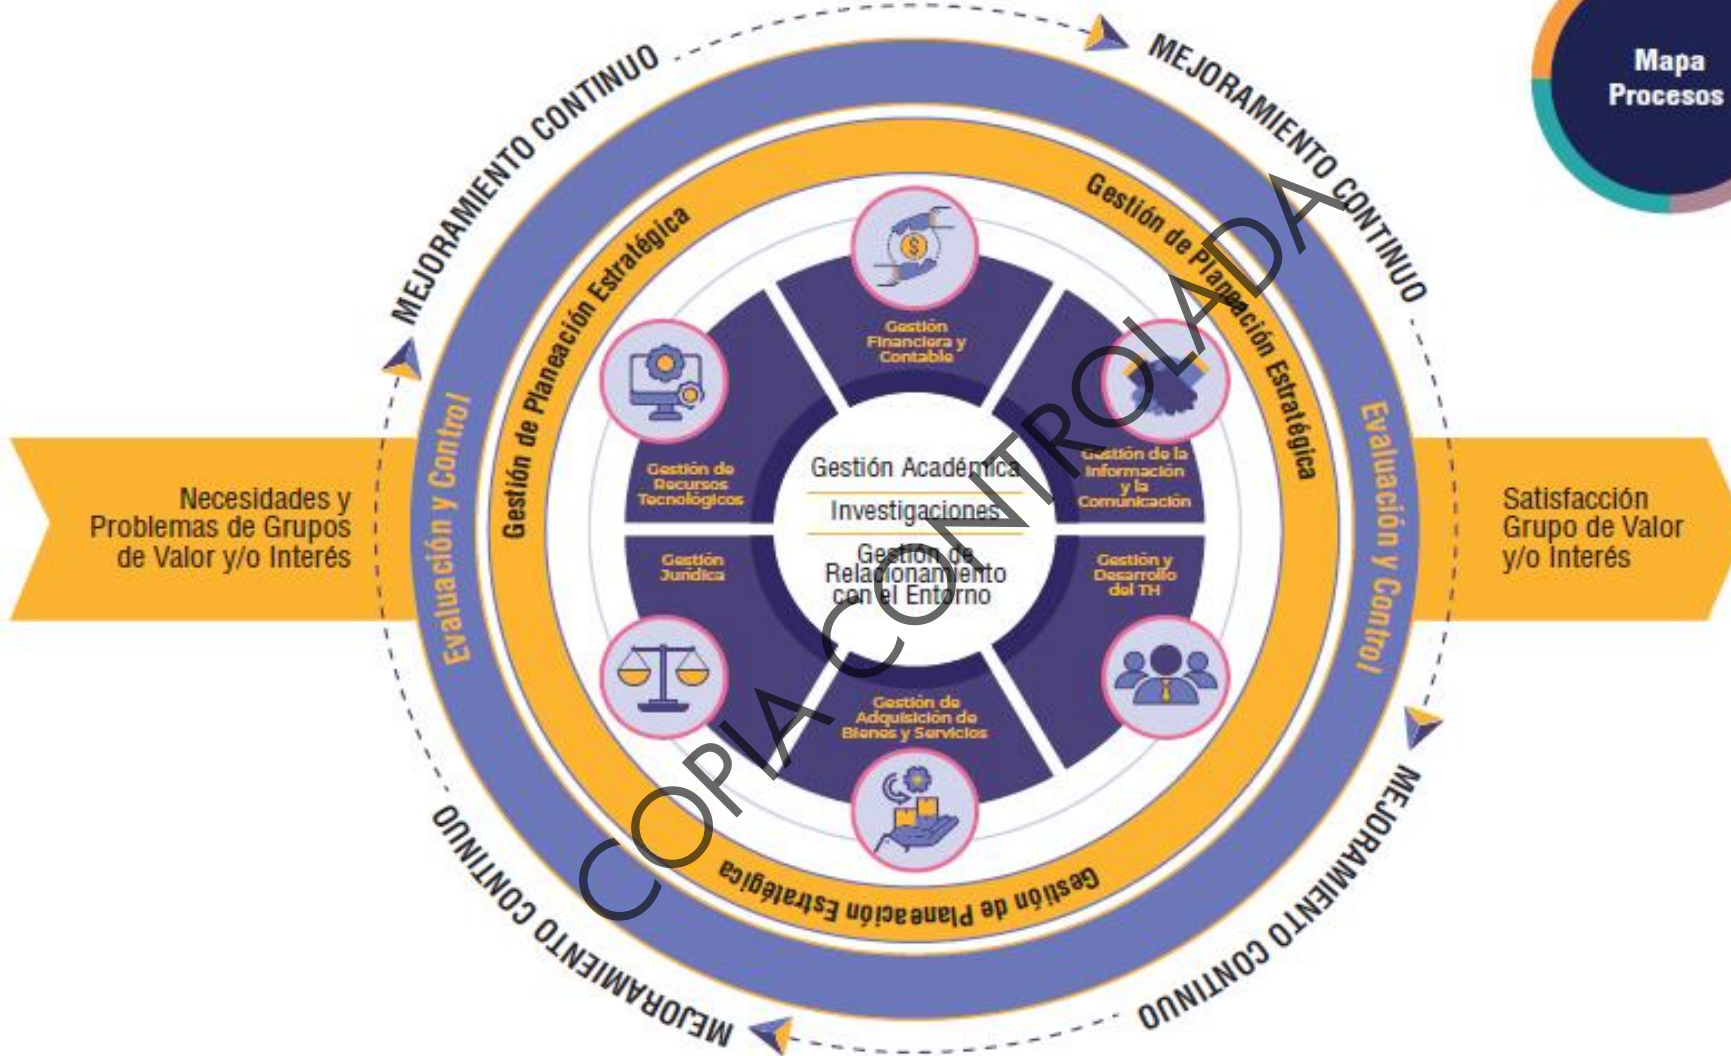 Mapa
Procesos
MEJORAMIENTO CONTINUO
MEJORAMIENTO CONTINUO
MEJORAMIENTO CONTINUO
MEJORAMIENTO CONTINUO
Necesidades y
Problemas de Grupos
de Valor y/o Interés
Evaluación y Control
Gestión de Planeación Estratégica
Gestión de Planeación Estratégica
Gestión de Planeación Estratégica
Evaluación y Control
Satisfacción
Grupo de Valor
y/o Interés
Gestión
Financiera y
Contable
Gestión de la
Información
y la
Comunicación
Gestión y
Desarrollo
del TH
Gestión de
Adquisición de
Bienes y Servicios
Gestión
Jurídica
Gestión de
Recursos
Tecnológicos
Gestión Académica
Investigaciones
Gestión de
Relacionamiento
con el Entorno
COPIA CONTROLADA